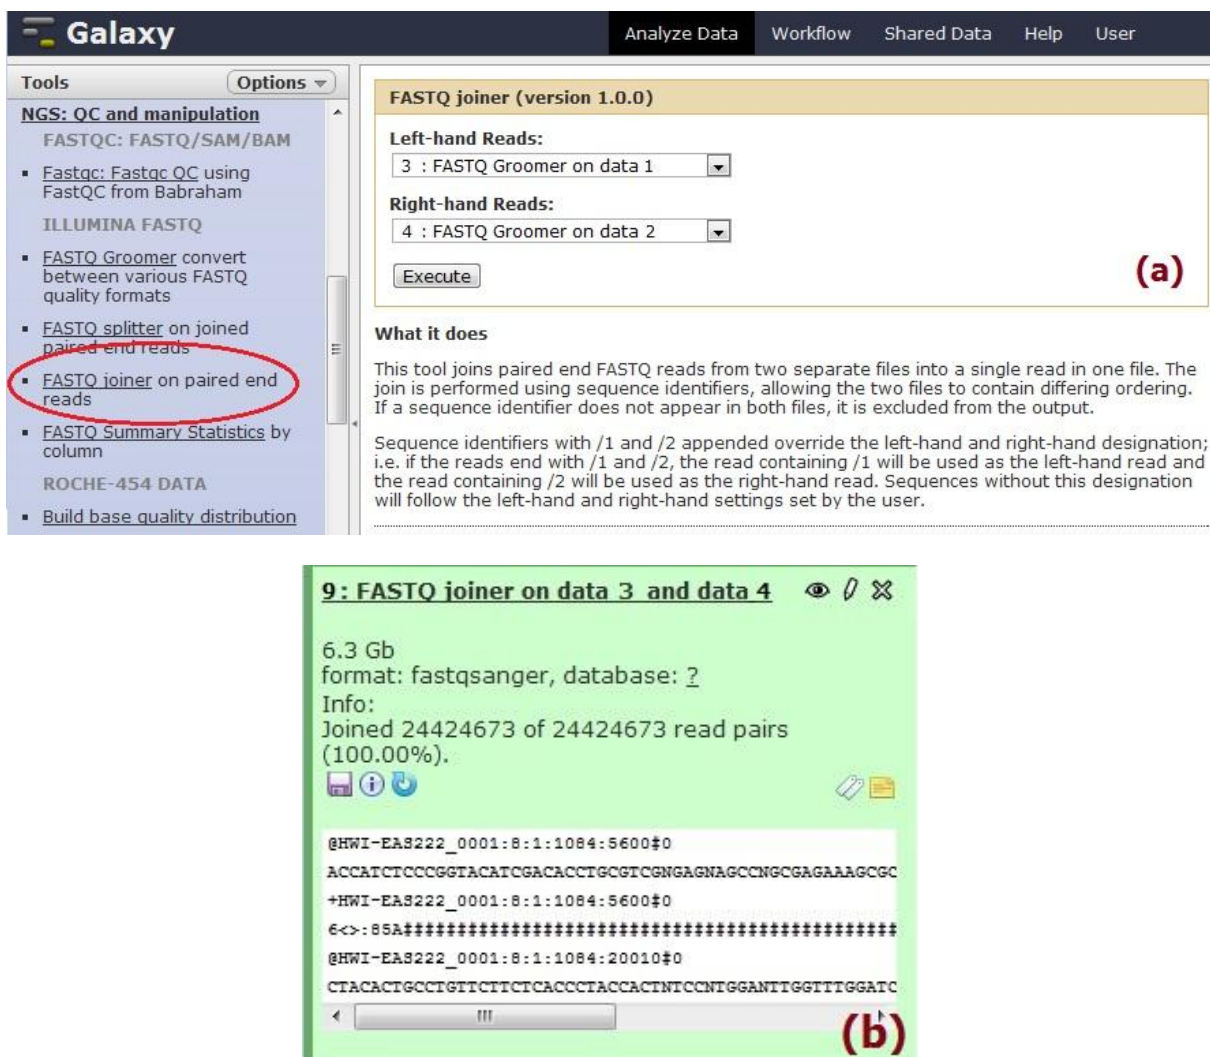 Galaxy
Analyze Data Workflow Shared Data Help User
Tools Options
NGS: QC and manipulation
FASTQC: FASTQ/SAM/BAM
Fastqc: Fastqc QC using
FastQC from Babraham
ILLUMINA FASTQ
FASTQ Groomer convert
between various FASTQ
quality formats
FASTQ splitter on joined
paired end reads
FASTQ joiner on paired end
reads
FASTQ Summary Statistics by
column
ROCHE-454 DATA
Build base quality distribution
FASTQ joiner (version 1.0.0)
Left-hand Reads:
3 : FASTQ Groomer on data 1
Right-hand Reads:
4 : FASTQ Groomer on data 2
Execute
(a)
What it does
This tool joins paired end FASTQ reads from two separate files into a single read in one file. The
join is performed using sequence identifiers, allowing the two files to contain differing ordering.
If a sequence identifier does not appear in both files, it is excluded from the output.
Sequence identifiers with /1 and /2 appended override the left-hand and right-hand designation;
i.e. if the reads end with /1 and /2, the read containing /1 will be used as the left-hand read and
the read containing /2 will be used as the right-hand read. Sequences without this designation
will follow the left-hand and right-hand settings set by the user.
9: FASTQ joiner on data 3 and data 4
6.3 Gb
format: fastqsanger, database: ?
Info:
Joined 24424673 of 24424673 read pairs
(100.00%).
@HWI-EAS222_0001:8:1:1084:5600#0
ACCATCTCCCGGTACATCGACACCTGCGTCGNGAGNAGCCNGCGAGAAAGCGC
+HWI-EAS222_0001:8:1:1084:5600#0
6<>:85A##############################################
@HWI-EAS222_0001:8:1:1084:20010#0
CTACACTGCCTGTTCTTCTCACCCTACCACTNTCCNTGGANTTGGTTTGGATC
(b)